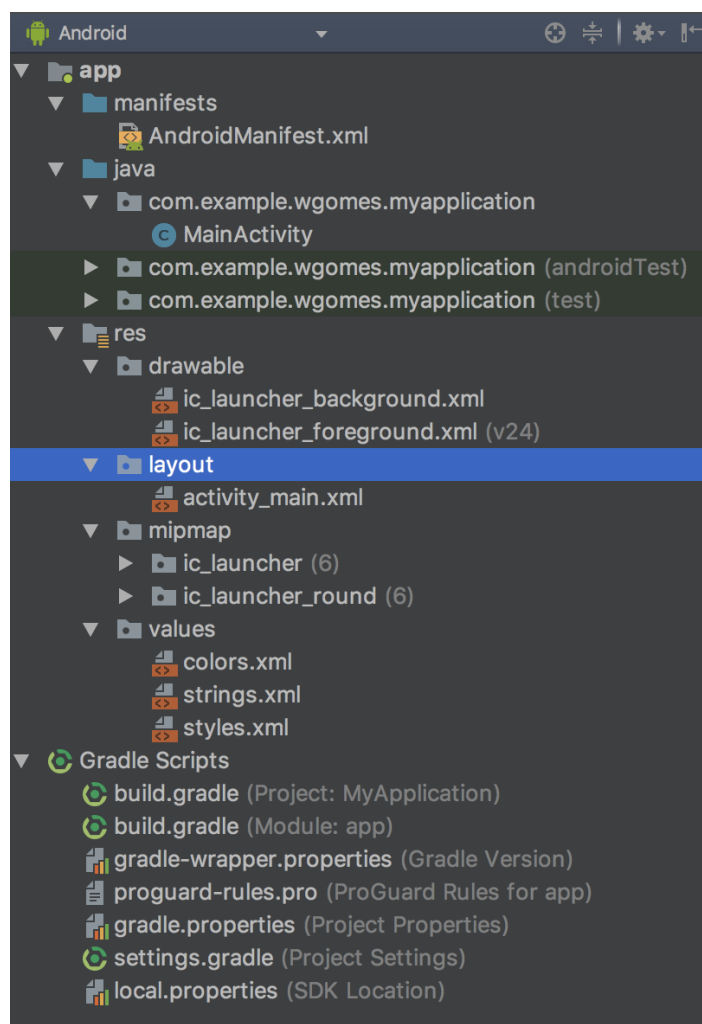 Android
app
manifests
AndroidManifest.xml
java
com.example.wgomes.myapplication
MainActivity
com.example.wgomes.myapplication (androidTest)
com.example.wgomes.myapplication (test)
res
drawable
ic_launcher_background.xml
ic_launcher_foreground.xml (v24)
layout
activity_main.xml
mipmap
ic_launcher (6)
ic_launcher_round (6)
values
colors.xml
strings.xml
styles.xml
Gradle Scripts
build.gradle (Project: MyApplication)
build.gradle (Module: app)
gradle-wrapper.properties (Gradle Version)
proguard-rules.pro (ProGuard Rules for app)
gradle.properties (Project Properties)
settings.gradle (Project Settings)
local.properties (SDK Location)